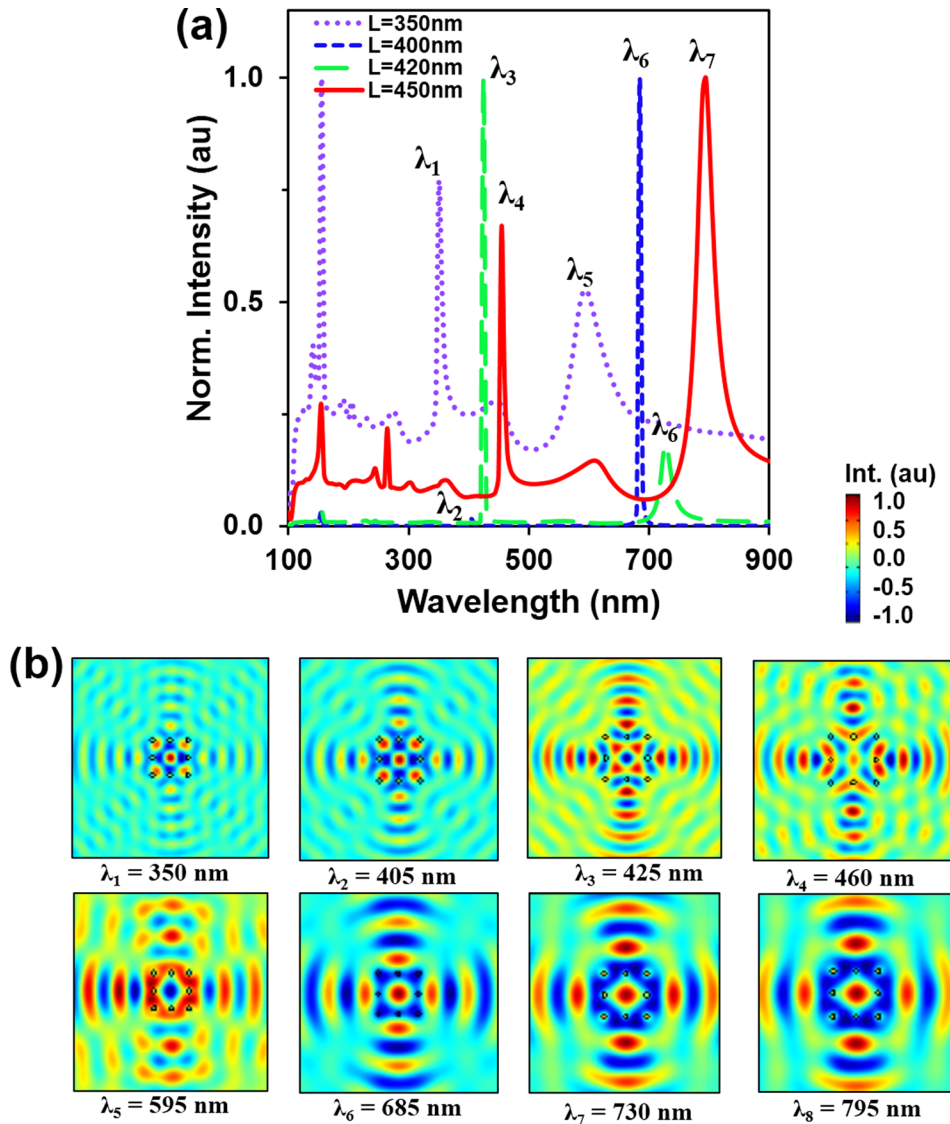 (a)
L=350nm
L=400nm
L=420nm
L=450nm
λ3
λ6
λ7
1.0
λ1
λ4
λ5
0.5
λ6
λ2
0.0
Norm. Intensity (au)
100 300 500 700 900
Wavelength (nm)
Int. (au)
1.0
0.5
0.0
-0.5
-1.0
(b)
λ1 = 350 nm
λ2 = 405 nm
λ3 = 425 nm
λ4 = 460 nm
λ5 = 595 nm
λ6 = 685 nm
λ7 = 730 nm
λ8 = 795 nm